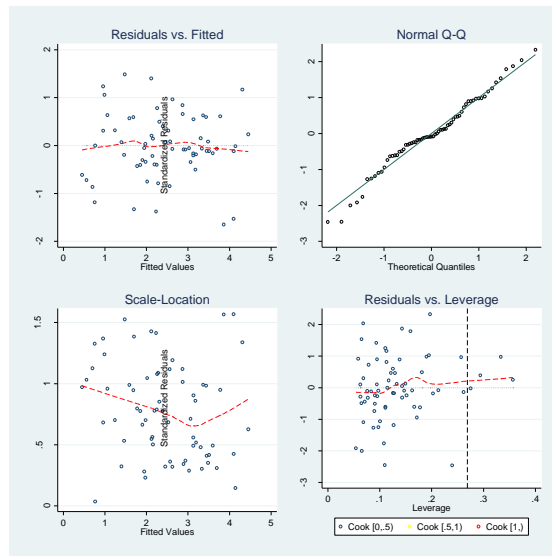 Residuals vs. Fitted
2
1
0
-1
-2
Standardized Residuals
0 1 2 3 4 5
Fitted Values
Normal Q-Q
2
1
0
-1
-2
-3
-2 -1 0 1 2
Theoretical Quantiles
Scale-Location
1.5
1
.5
0
Standardized Residuals
0 1 2 3 4 5
Fitted Values
Residuals vs. Leverage
2
1
0
-1
-2
-3
0 .1 .2 .3 .4
Leverage
Cook [0,.5) Cook [.5,1) Cook [1,)